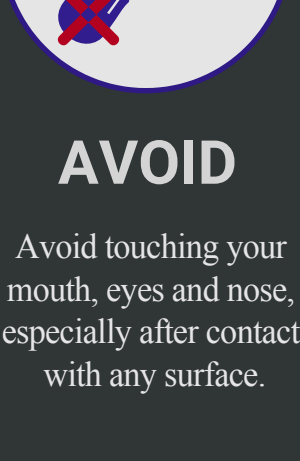 AVOID
Avoid touching your
mouth, eyes and nose,
especially after contact
with any surface.